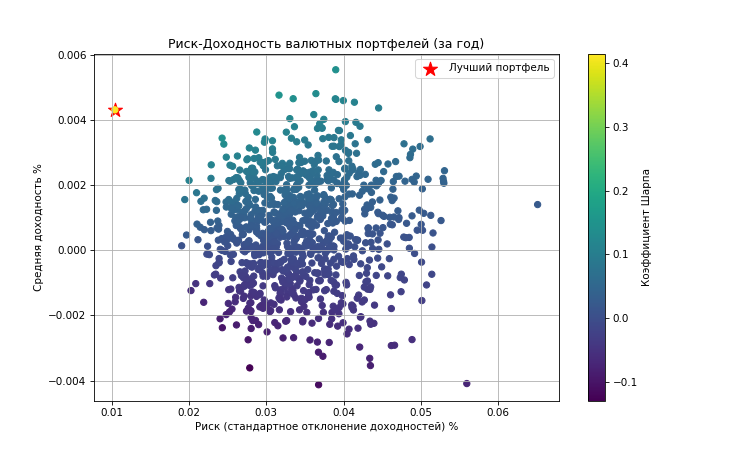 Риск-Доходность валютных портфелей (за год)
Лучший портфель
0.006
0.004
0.002
0.000
−0.002
−0.004
Средняя доходность %
0.01 0.02 0.03 0.04 0.05 0.06
Риск (стандартное отклонение доходностей) %
0.4
0.3
0.2
0.1
0.0
−0.1
Коэффициент Шарпа